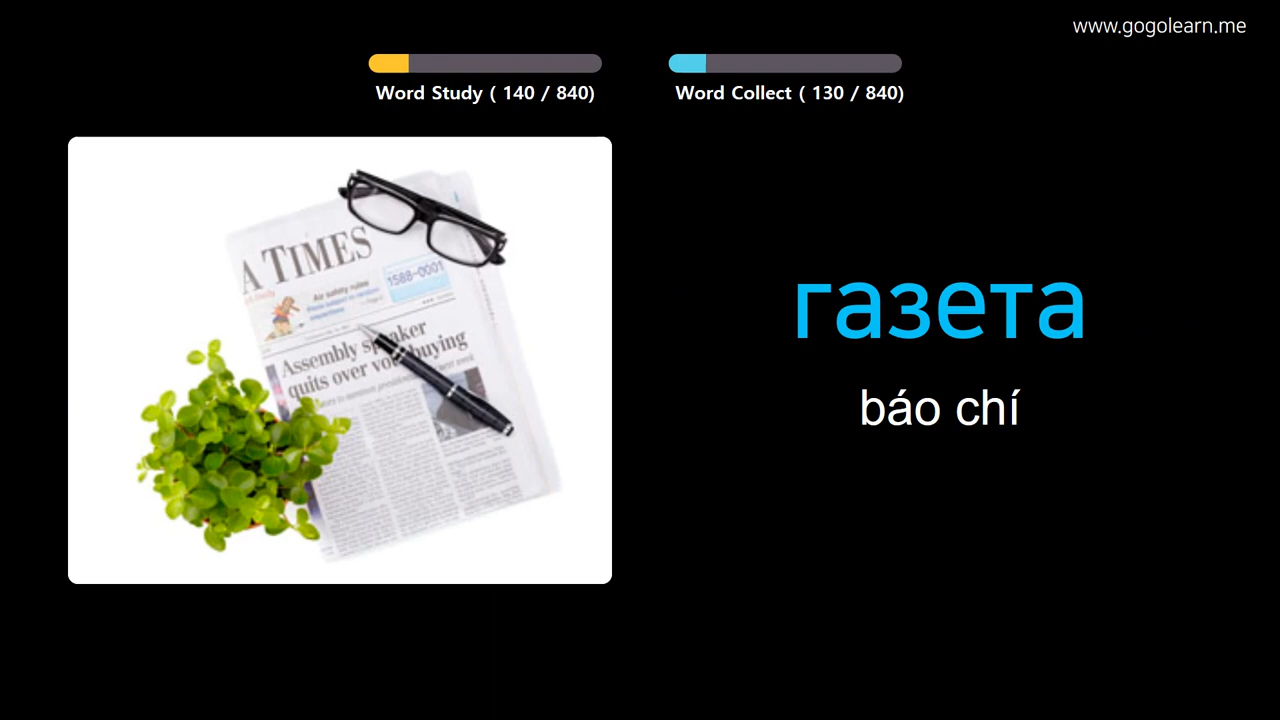 www.gogolearn.me
Word Study ( 140 / 840)
Word Collect ( 130 / 840)
A TIMES
1588-0001
Air safety rules
Assembly speaker
quits over vote buying
газета
báo chí